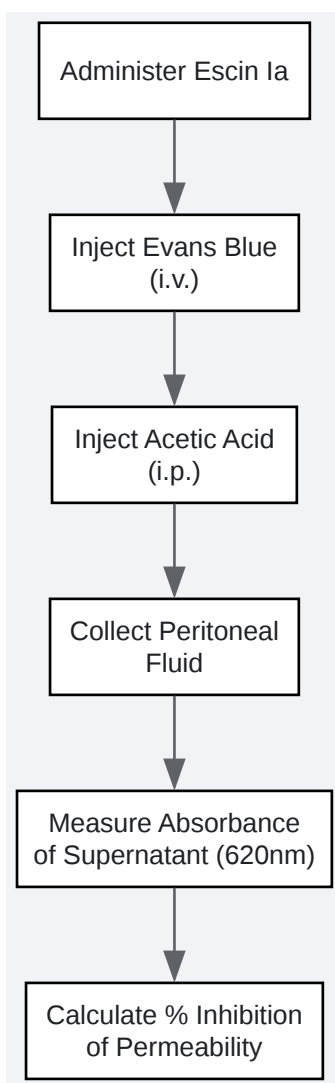 Administer Escin Ia
Inject Evans Blue
(i.v.)
Inject Acetic Acid
(i.p.)
Collect Peritoneal
Fluid
Measure Absorbance
of Supernatant (620nm)
Calculate % Inhibition
of Permeability